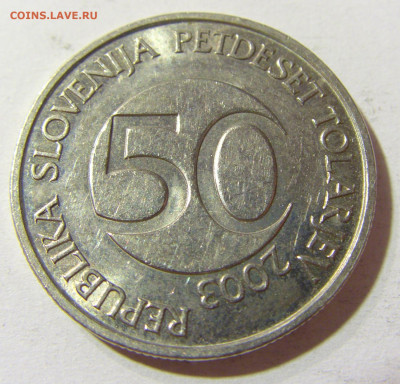 COINS.LAVE.RU
REPUBLIKA SLOVENIJA PETDESET TOLARJEV
50
2003